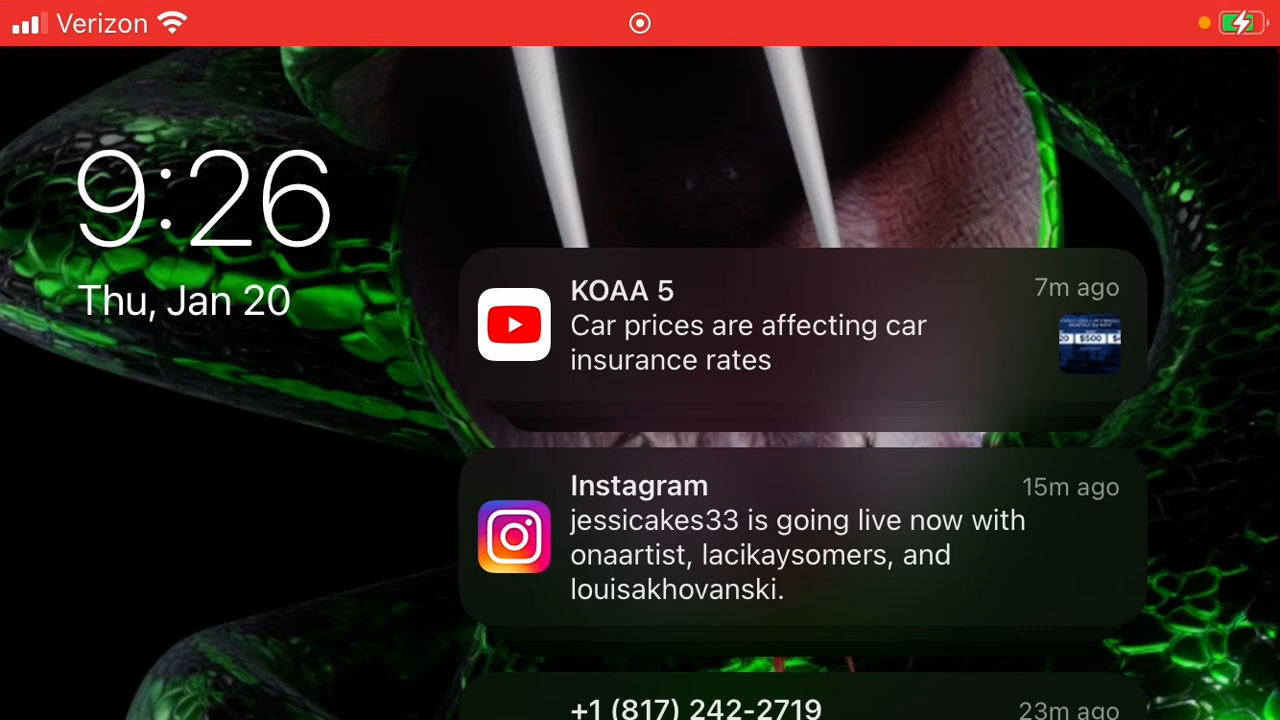 Verizon
9:26
Thu, Jan 20
KOAA 5
7m ago
Car prices are affecting car
insurance rates
$500
Instagram
15m ago
jessicakes33 is going live now with
onaartist, lacikaysomers, and
louisakhovanski.
+1 (817) 242-2719
23m ago